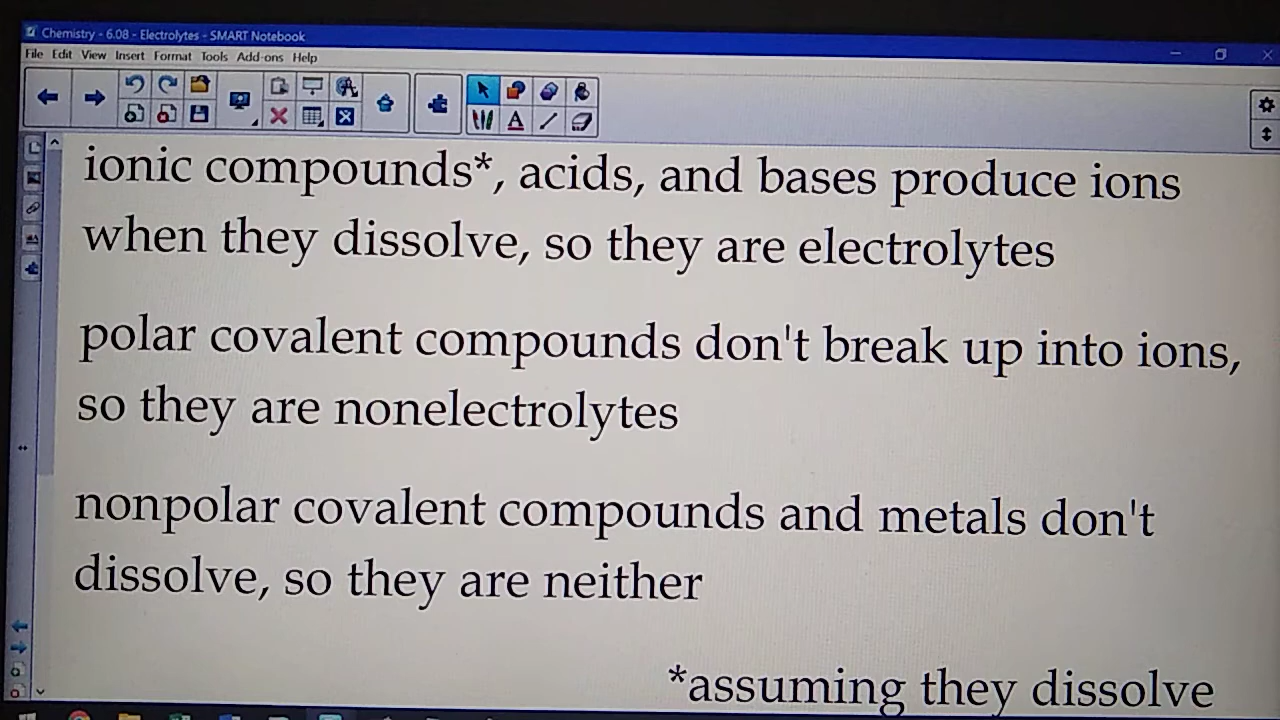 Chemistry - 6.08 - Electrolytes - SMART Notebook
File Edit View Insert Format Tools Add-ons Help
ionic compounds*, acids, and bases produce ions
when they dissolve, so they are electrolytes
polar covalent compounds don't break up into ions,
so they are nonelectrolytes
nonpolar covalent compounds and metals don't
dissolve, so they are neither
*assuming they dissolve